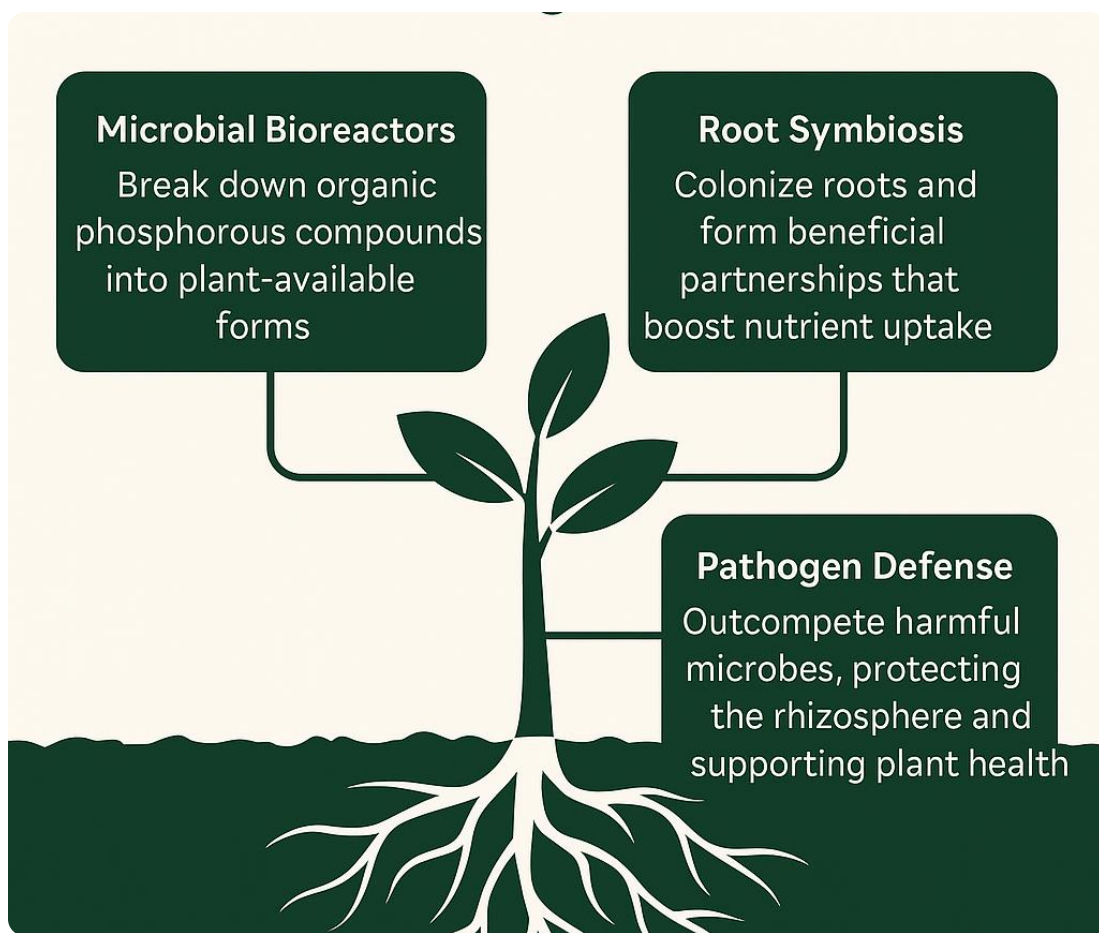 Microbial Bioreactors
Break down organic
phosphorous compounds
into plant-available
forms
Root Symbiosis
Colonize roots and
form beneficial
partnerships that
boost nutrient uptake
Pathogen Defense
Outcompete harmful
microbes, protecting
the rhizosphere and
supporting plant health